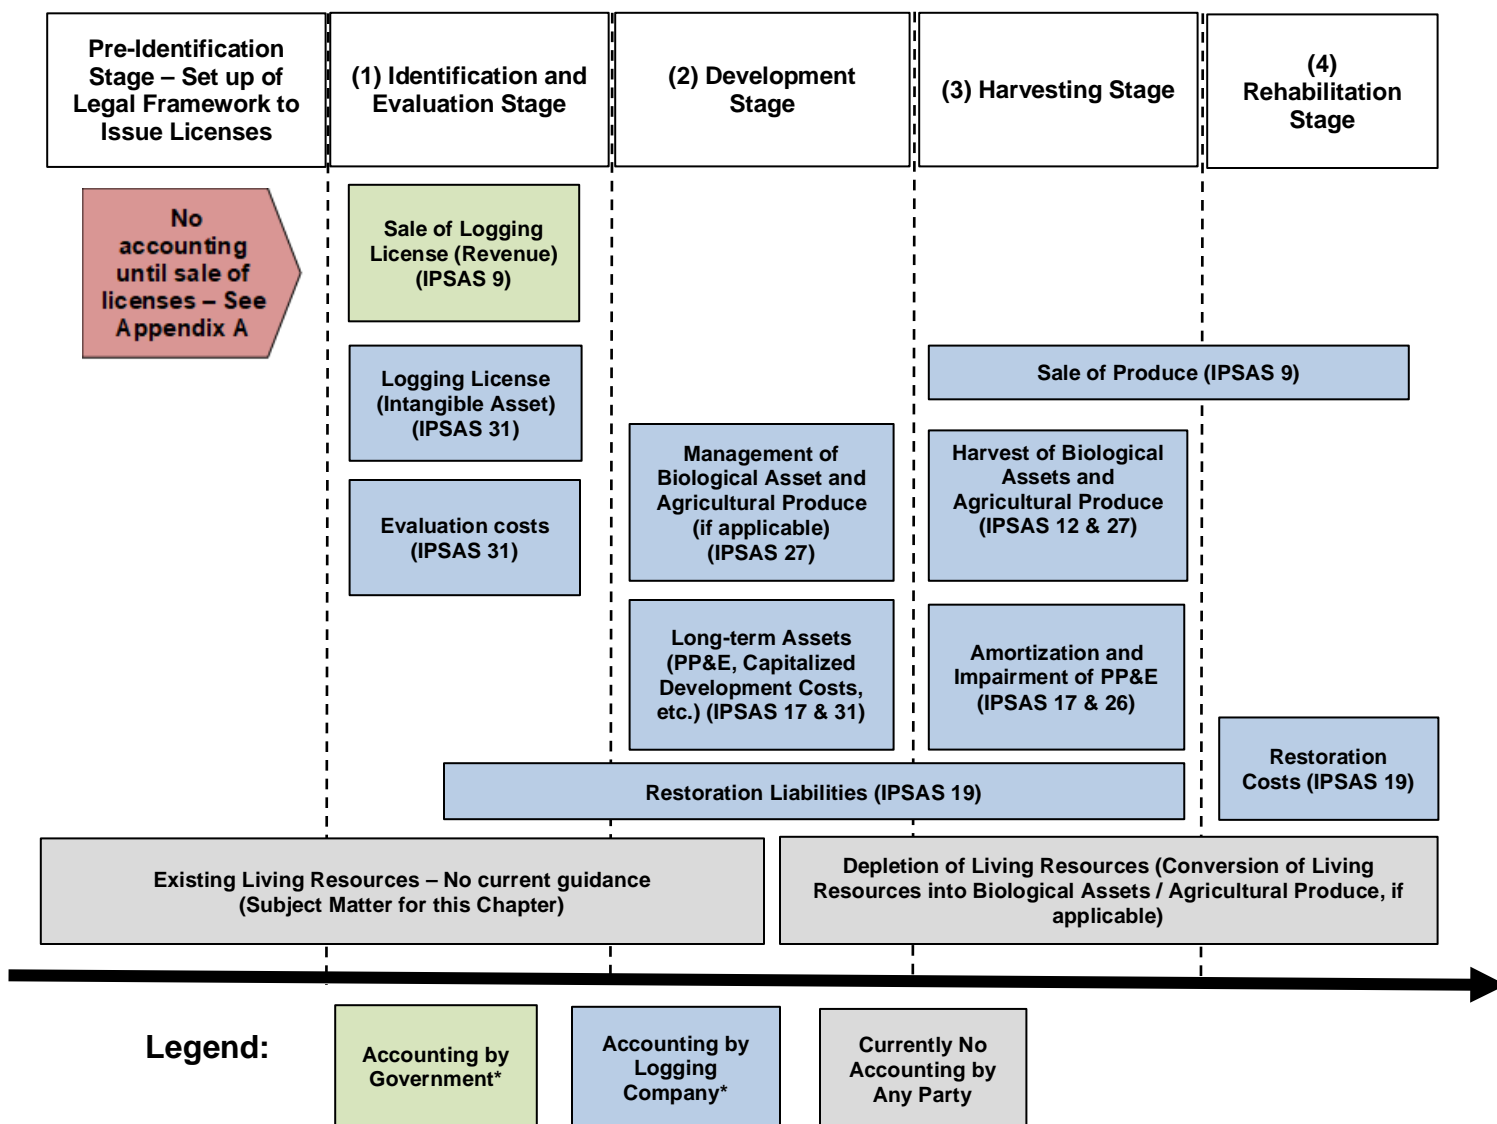 Pre-Identification
Stage – Set up of
Legal Framework to
Issue Licenses
(1) Identification and
Evaluation Stage
(2) Development
Stage
(3) Harvesting Stage
(4)
Rehabilitation
Stage
No
accounting
until sale of
licenses – See
Appendix A
Sale of Logging
License (Revenue)
(IPSAS 9)
Logging License
(Intangible Asset)
(IPSAS 31)
Evaluation costs
(IPSAS 31)
Management of
Biological Asset and
Agricultural Produce
(if applicable)
(IPSAS 27)
Long-term Assets
(PP&E, Capitalized
Development Costs,
etc.) (IPSAS 17 & 31)
Sale of Produce (IPSAS 9)
Harvest of Biological
Assets and
Agricultural Produce
(IPSAS 12 & 27)
Amortization and
Impairment of PP&E
(IPSAS 17 & 26)
Restoration
Costs (IPSAS 19)
Restoration Liabilities (IPSAS 19)
Existing Living Resources – No current guidance
(Subject Matter for this Chapter)
Depletion of Living Resources (Conversion of Living
Resources into Biological Assets / Agricultural Produce, if
applicable)
Legend:
Accounting by
Government*
Accounting by
Logging
Company*
Currently No
Accounting by
Any Party